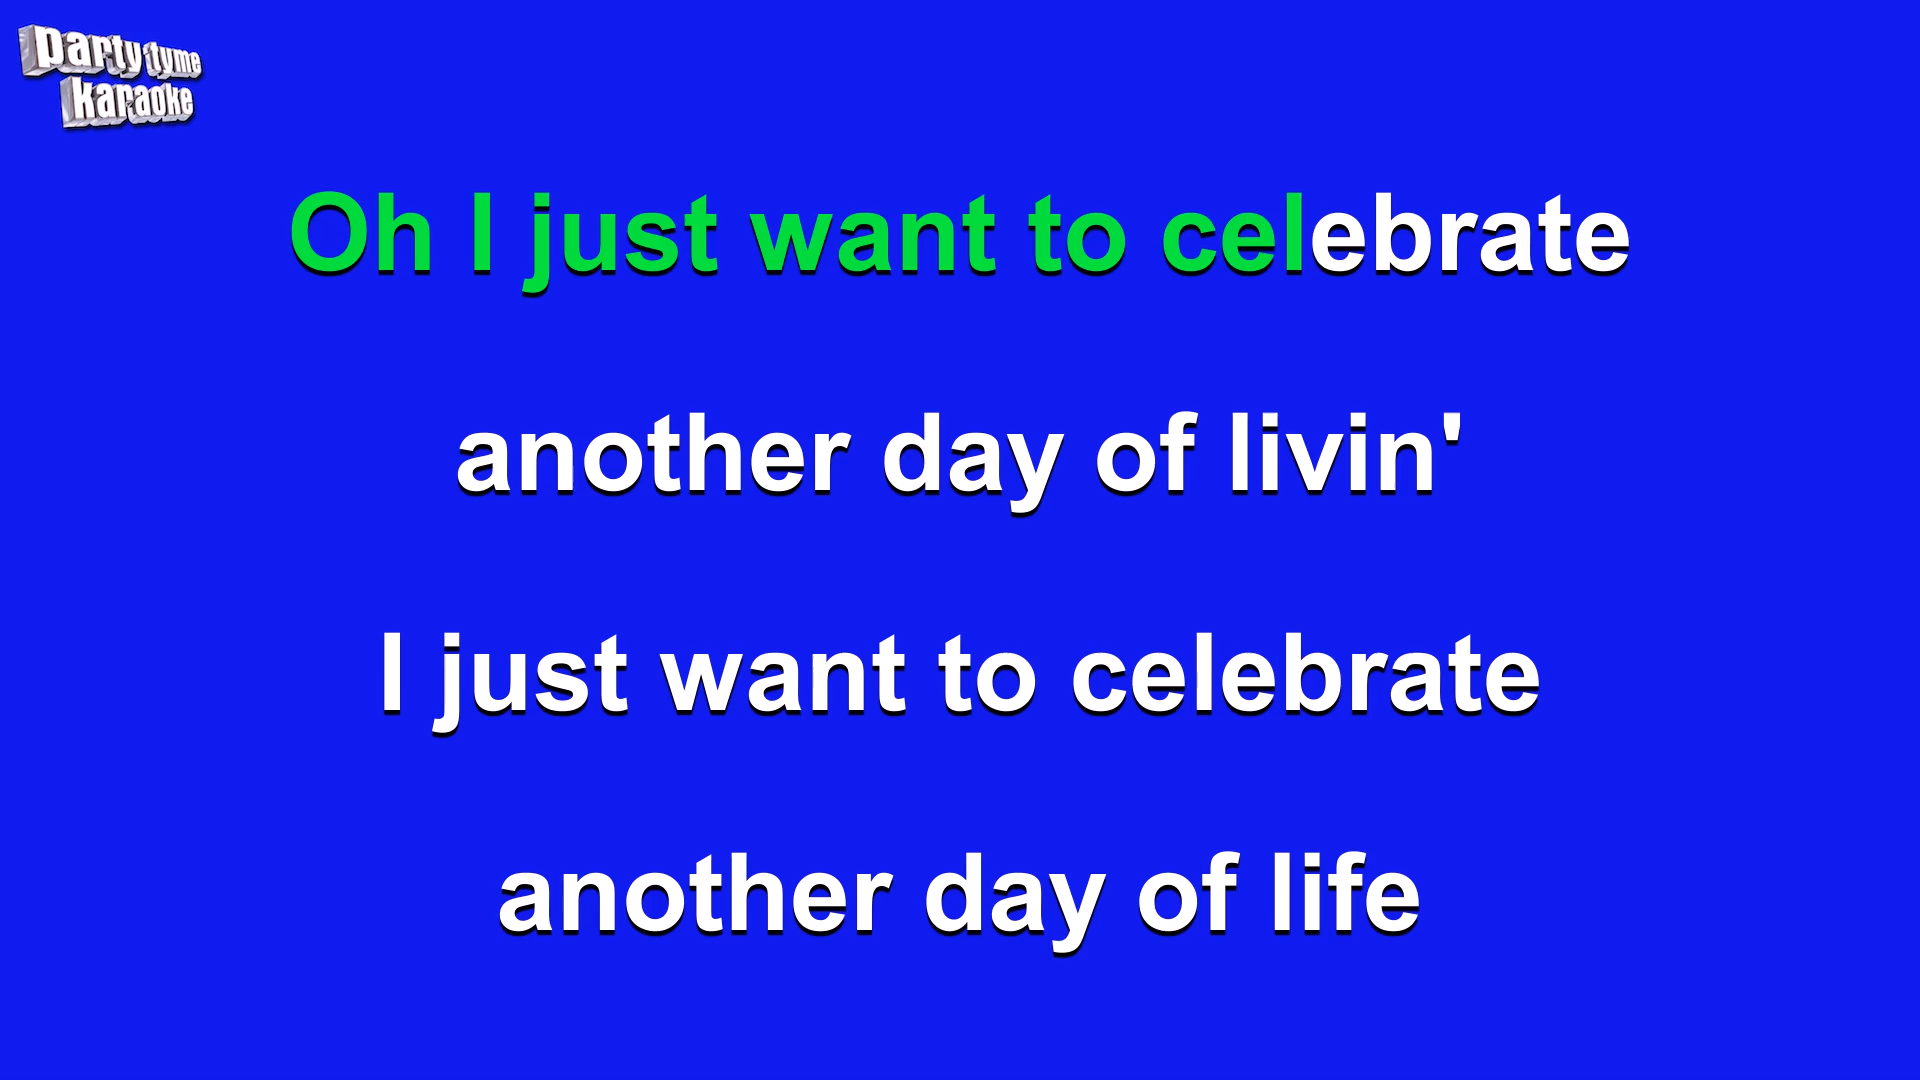 party tyme
karaoke
Oh I just want to celebrate
another day of livin'
I just want to celebrate
another day of life